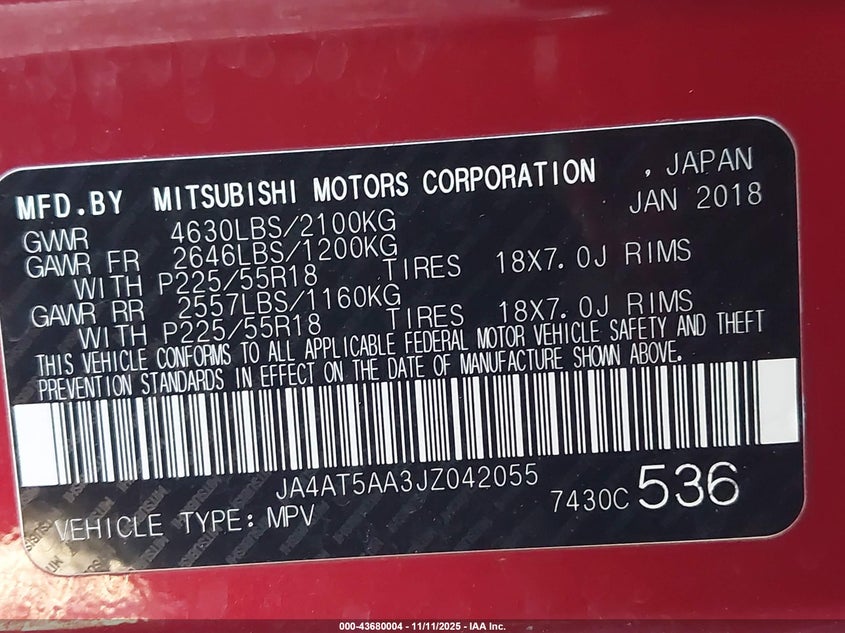 MFD.BY MITSUBISHI MOTORS CORPORATION , JAPAN
JAN 2018
GVWR 4630LBS/2100KG
GAWR FR 2646LBS/1200KG
WITH P225/55R18 TIRES 18X7.0J RIMS
GAWR RR 2557LBS/1160KG
WITH P225/55R18 TIRES 18X7.0J RIMS
THIS VEHICLE CONFORMS TO ALL APPLICABLE FEDERAL MOTOR VEHICLE SAFETY AND THEFT
PREVENTION STANDARDS IN EFFECT ON THE DATE OF MANUFACTURE SHOWN ABOVE.
JA4AT5AA3JZ042055
7430C 536
VEHICLE TYPE: MPV
000-43680004 - 11/11/2025 - IAA Inc.